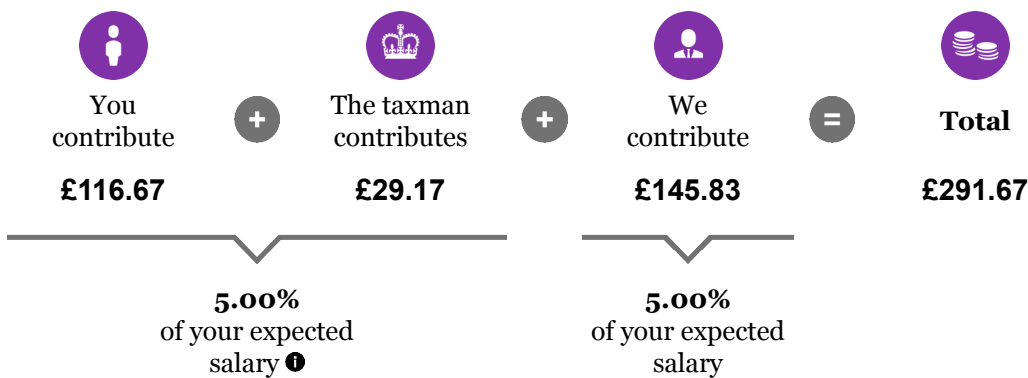 You
contribute
+
The taxman
contributes
+
We
contribute
=
Total
£116.67
£29.17
£145.83
£291.67
5.00%
of your expected
salary i
5.00%
of your expected
salary